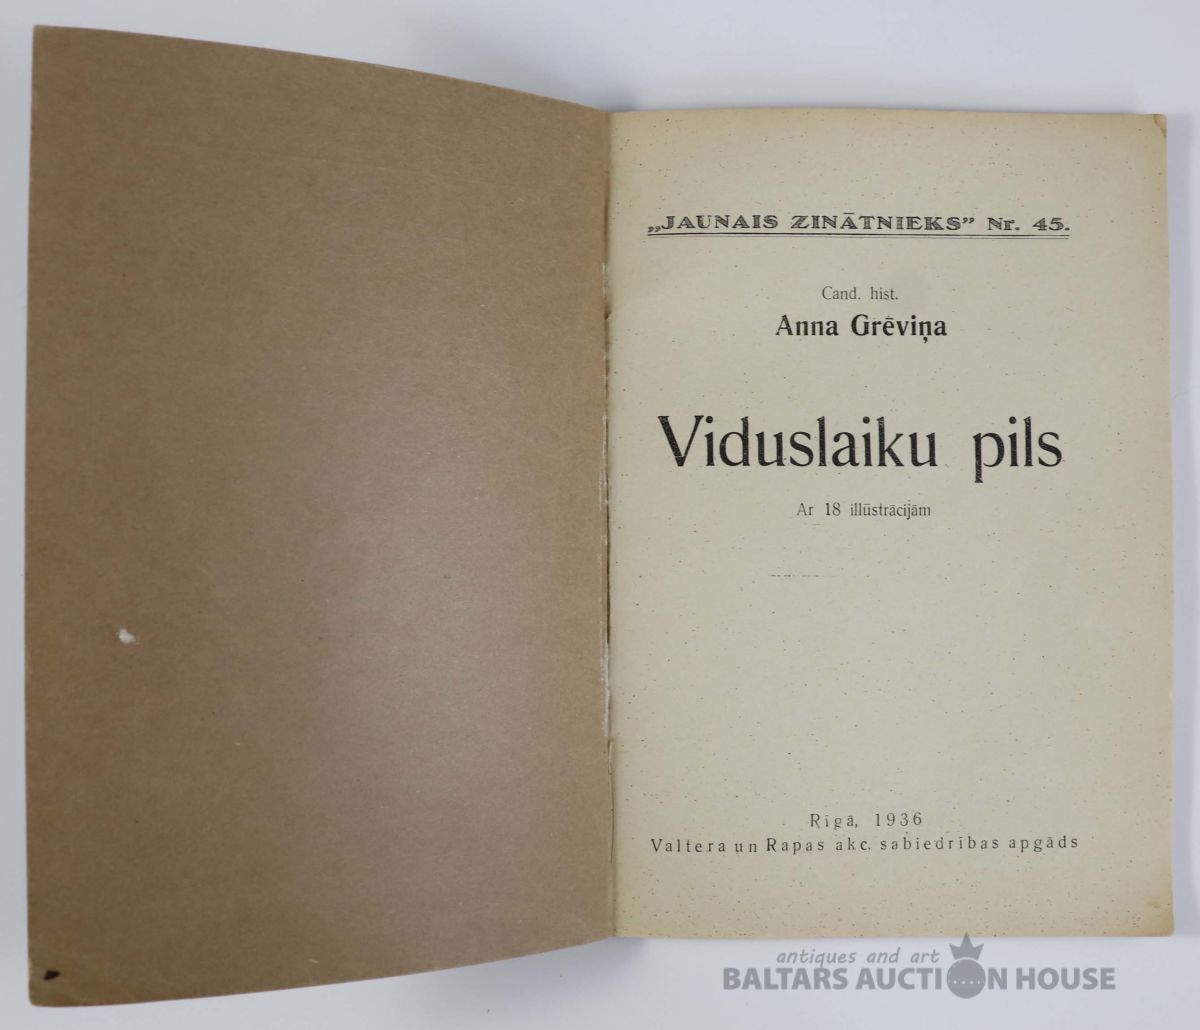 „JAUNAIS ZINĀTNIEKS” Nr. 45.
Cand. hist.
Anna Grēviņa
Viduslaiku pils
Ar 18 illūstrācijām
Rīgā, 1936
Valtera un Rapas akc. sabiedrības apgāds
antiques and art
BALTARS AUCTION HOUSE